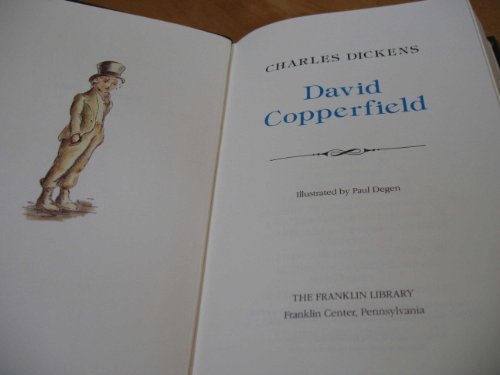 CHARLES DICKENS
David
Copperfield
Illustrated by Paul Degen
THE FRANKLIN LIBRARY
Franklin Center, Pennsylvania